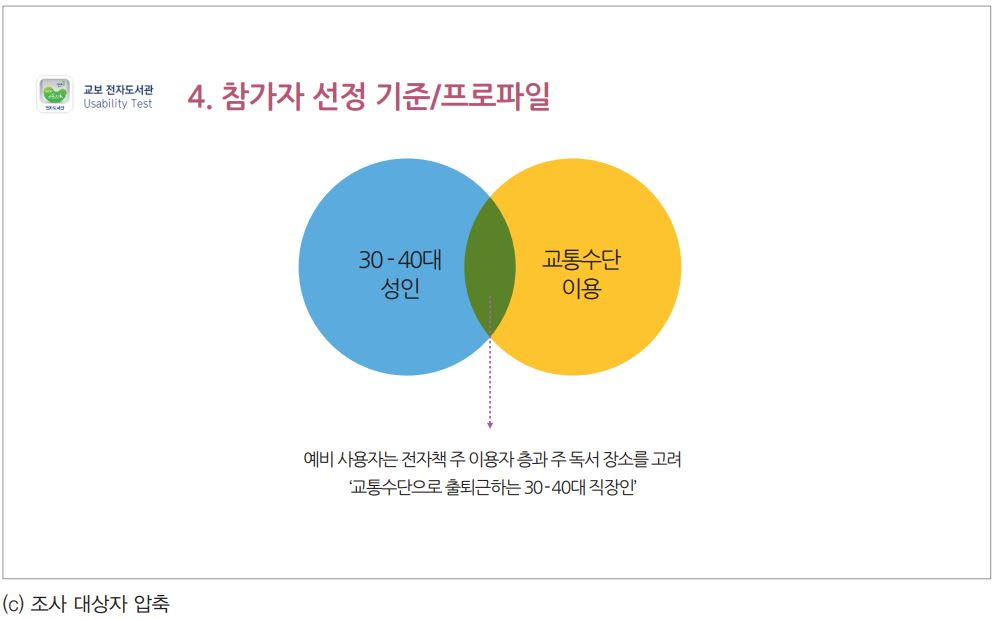 교보 전자도서관
Usability Test
4. 참가자 선정 기준/프로파일
30-40대
성인
교통수단
이용
예비 사용자는 전자책 주 이용자 층과 주 독서 장소를 고려
‘교통수단으로 출퇴근하는 30-40대 직장인’
(c) 조사 대상자 압축